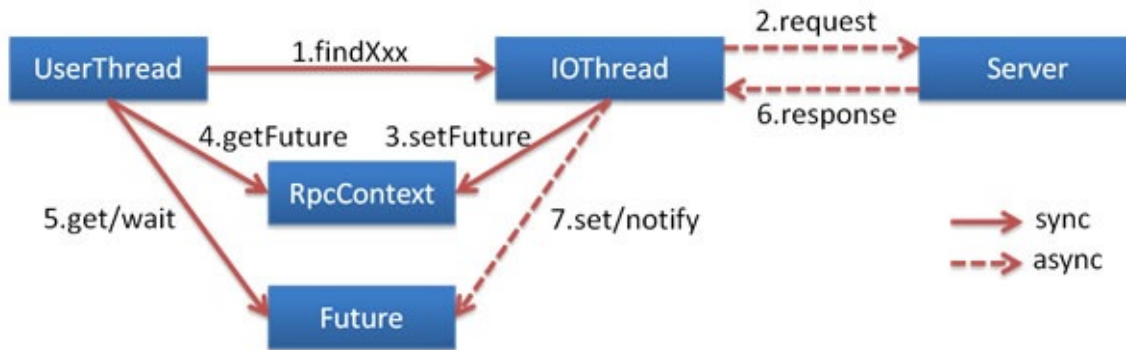 2.request
1.findXxx
UserThread
IOThread
Server
6.response
4.getFuture
3.setFuture
RpcContext
5.get/wait
7.set/notify
sync
async
Future